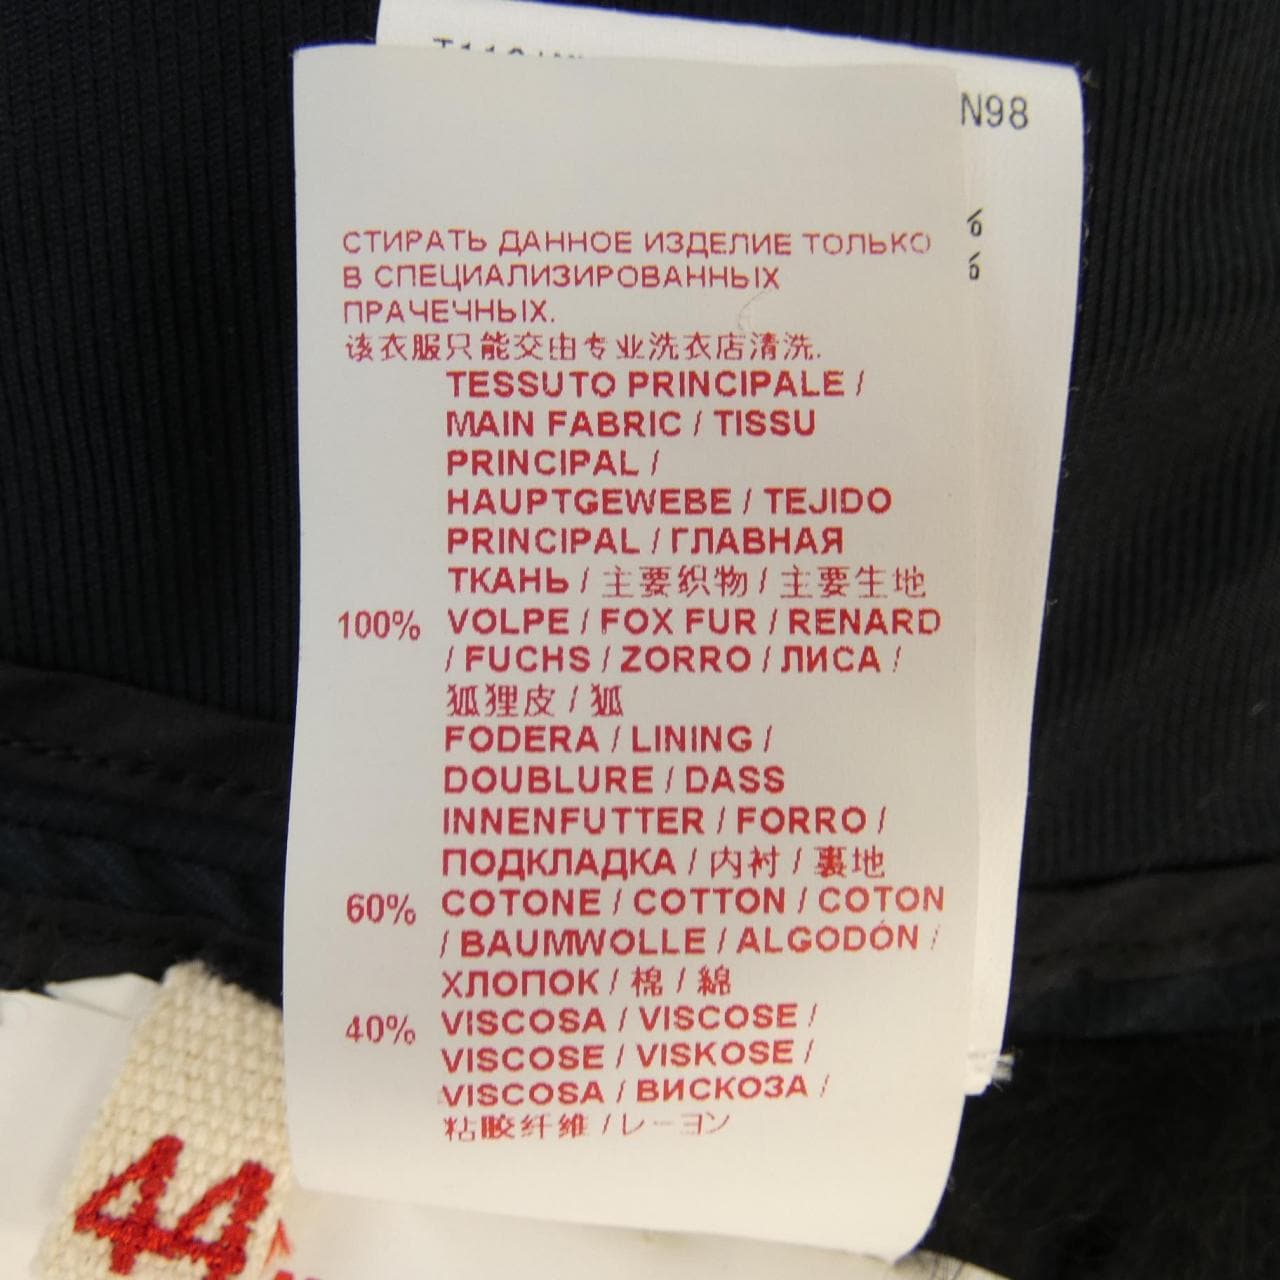 N98
СТИРАТЬ ДАННОЕ ИЗДЕЛИЕ ТОЛЬКО
В СПЕЦИАЛИЗИРОВАННЫХ
ПРАЧЕЧНЫХ.
该衣服只能交由专业洗衣店清洗.
TESSUTO PRINCIPALE /
MAIN FABRIC / TISSU
PRINCIPAL /
HAUPTGEWEBE / TEJIDO
PRINCIPAL / ГЛАВНАЯ
ТКАНЬ / 主要织物 / 主要生地
100% VOLPE / FOX FUR / RENARD
/ FUCHS / ZORRO / ЛИСА /
狐狸皮 / 狐
FODERA / LINING /
DOUBLURE / DASS
INNENFUTTER / FORRO /
ПОДКЛАДКА / 内衬 / 裏地
60% COTONE / COTTON / COTON
/ BAUMWOLLE / ALGODÓN /
ХЛОПОК / 棉 / 綿
40% VISCOSA / VISCOSE /
VISCOSE / VISKOSE /
VISCOSA / ВИСКОЗА /
粘胶纤维 / レーヨン
44